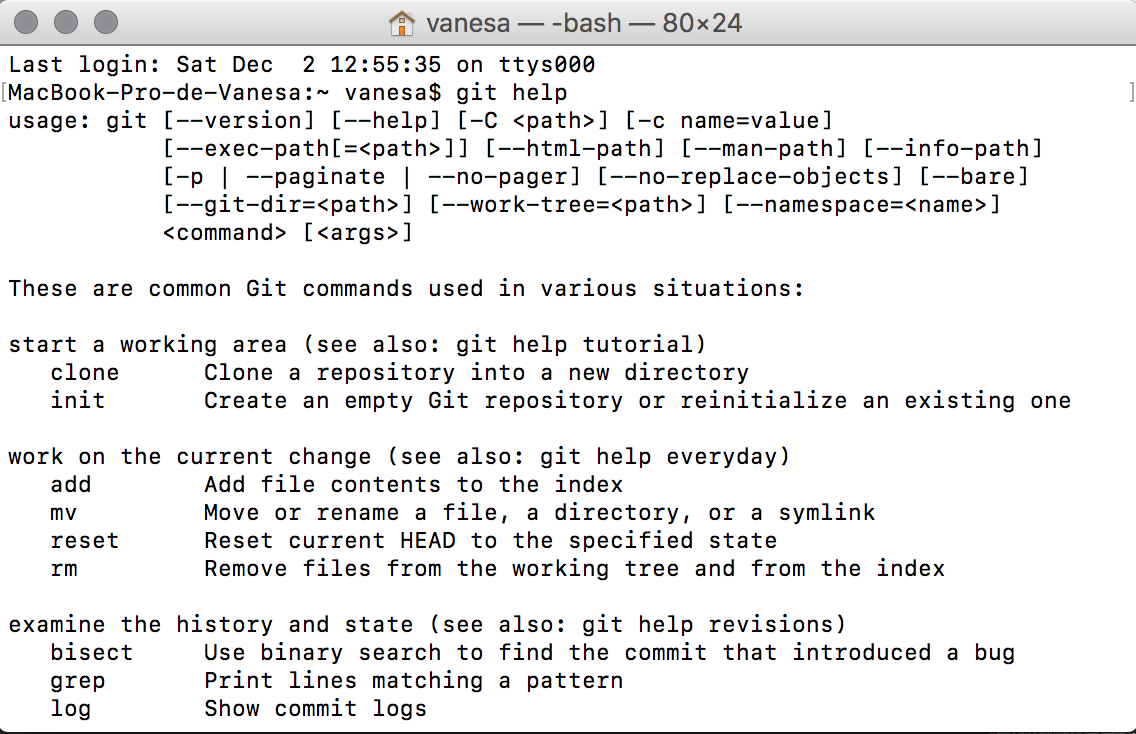 vanesa — -bash — 80×24
Last login: Sat Dec  2 12:55:35 on ttys000
[MacBook-Pro-de-Vanesa:~ vanesa$ git help ]
usage: git [--version] [--help] [-C <path>] [-c name=value]
           [--exec-path[=<path>]] [--html-path] [--man-path] [--info-path]
           [-p | --paginate | --no-pager] [--no-replace-objects] [--bare]
           [--git-dir=<path>] [--work-tree=<path>] [--namespace=<name>]
           <command> [<args>]

These are common Git commands used in various situations:

start a working area (see also: git help tutorial)
   clone      Clone a repository into a new directory
   init       Create an empty Git repository or reinitialize an existing one

work on the current change (see also: git help everyday)
   add        Add file contents to the index
   mv         Move or rename a file, a directory, or a symlink
   reset      Reset current HEAD to the specified state
   rm         Remove files from the working tree and from the index

examine the history and state (see also: git help revisions)
   bisect     Use binary search to find the commit that introduced a bug
   grep       Print lines matching a pattern
   log        Show commit logs